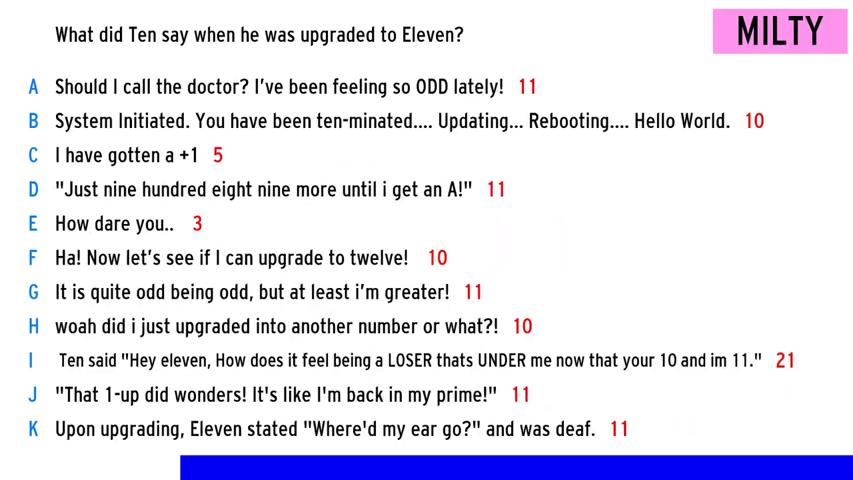 What did Ten say when he was upgraded to Eleven?
MILTY
A Should I call the doctor? I've been feeling so ODD lately! 11
B System Initiated. You have been ten-minated.... Updating... Rebooting.... Hello World. 10
C I have gotten a +1 5
D "Just nine hundred eight nine more until i get an A!" 11
E How dare you.. 3
F Ha! Now let's see if I can upgrade to twelve! 10
G It is quite odd being odd, but at least i'm greater! 11
H woah did i just upgraded into another number or what?! 10
I Ten said "Hey eleven, How does it feel being a LOSER thats UNDER me now that your 10 and im 11." 21
J "That 1-up did wonders! It's like I'm back in my prime!" 11
K Upon upgrading, Eleven stated "Where'd my ear go?" and was deaf. 11